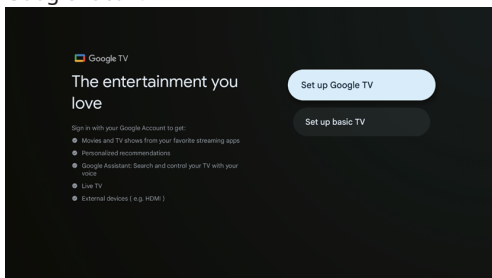 Google TV
The entertainment you
love
Set up Google TV
Set up basic TV
Sign in with your Google Account to get:
Movies and TV shows from your favorite streaming apps
Personalized recommendations
Google Assistant: Search and control your TV with your
voice
Live TV
External devices ( e.g. HDMI )